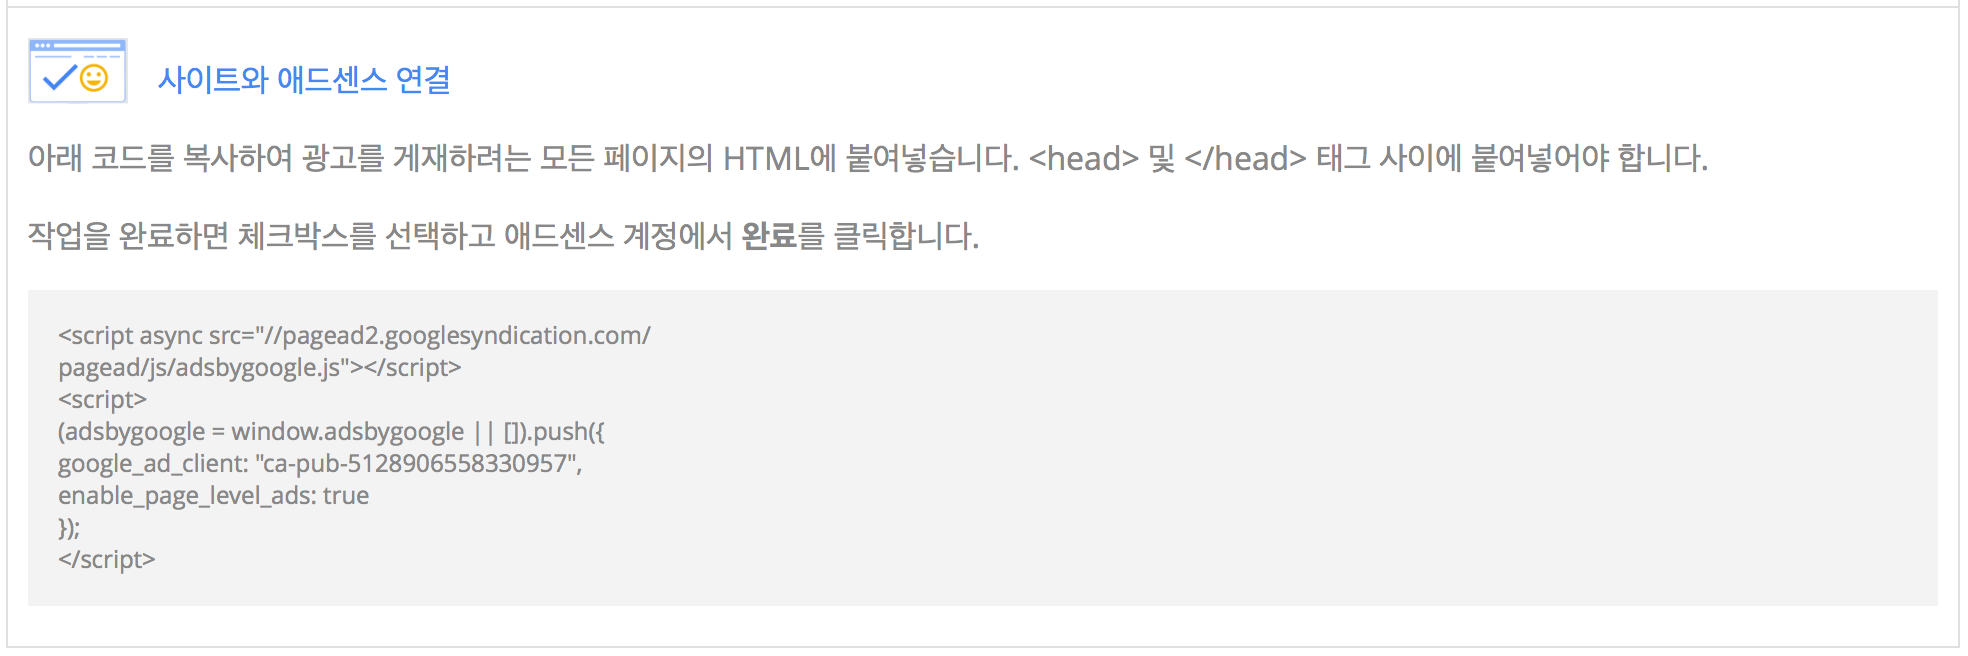 사이트와 애드센스 연결
아래 코드를 복사하여 광고를 게재하려는 모든 페이지의 HTML에 붙여넣습니다. <head> 및 </head> 태그 사이에 붙여넣어야 합니다.
작업을 완료하면 체크박스를 선택하고 애드센스 계정에서 완료를 클릭합니다.
<script async src="//pagead2.googlesyndication.com/
pagead/js/adsbygoogle.js"></script>
<script>
(adsbygoogle = window.adsbygoogle || []).push({
google_ad_client: "ca-pub-5128906558330957",
enable_page_level_ads: true
});
</script>